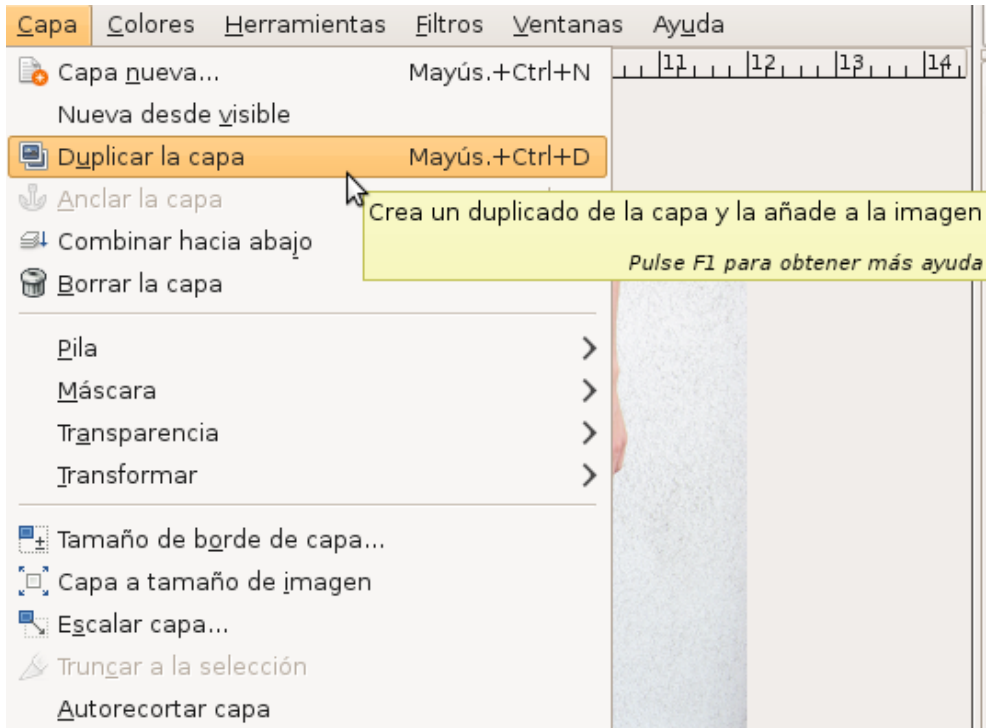 Capa Colores Herramientas Filtros Ventanas Ayuda
11 12 13 14
Capa nueva... Mayús.+Ctrl+N
Nueva desde visible
Duplicar la capa Mayús.+Ctrl+D
Anclar la capa
Crea un duplicado de la capa y la añade a la imagen
Combinar hacia abajo
Pulse F1 para obtener más ayuda
Borrar la capa
Pila
Máscara
Transparencia
Transformar
Tamaño de borde de capa...
Capa a tamaño de imagen
Escalar capa...
Truncar a la selección
Autorecortar capa